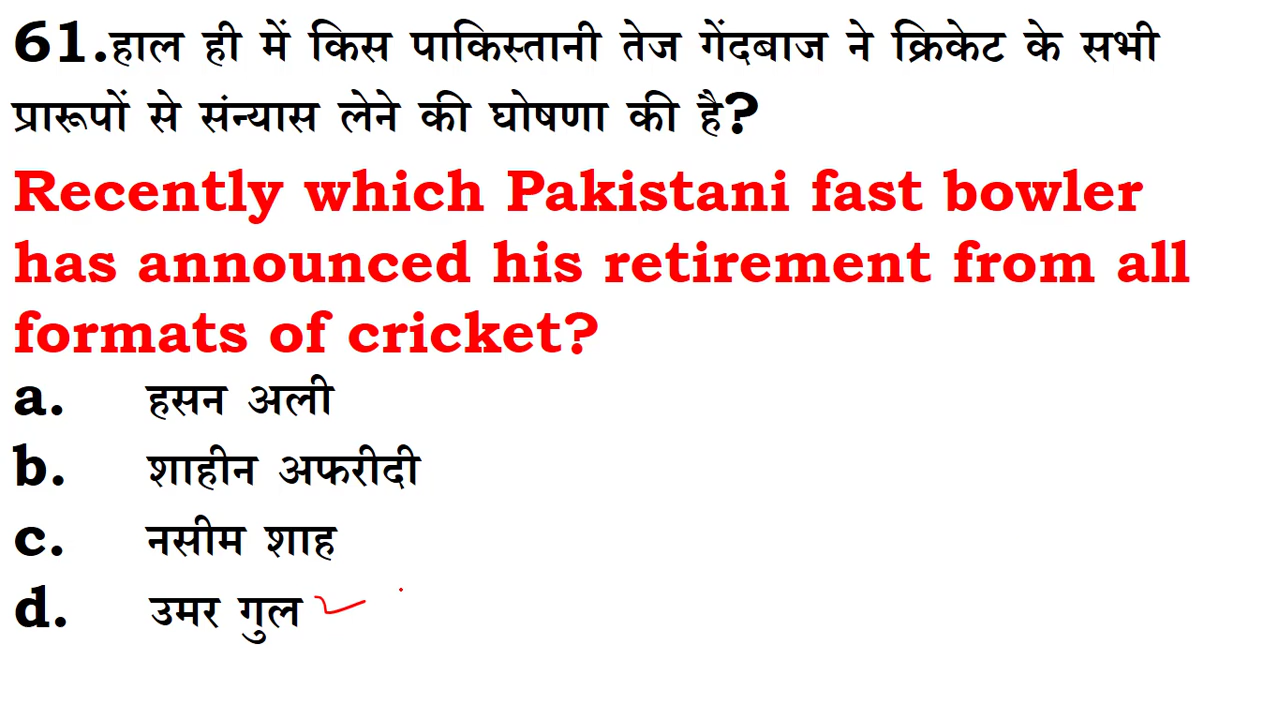 61.हाल ही में किस पाकिस्तानी तेज गेंदबाज ने क्रिकेट के सभी
प्रारूपों से संन्यास लेने की घोषणा की है?
Recently which Pakistani fast bowler
has announced his retirement from all
formats of cricket?
a. हसन अली
b. शाहीन अफरीदी
c. नसीम शाह
d. उमर गुल